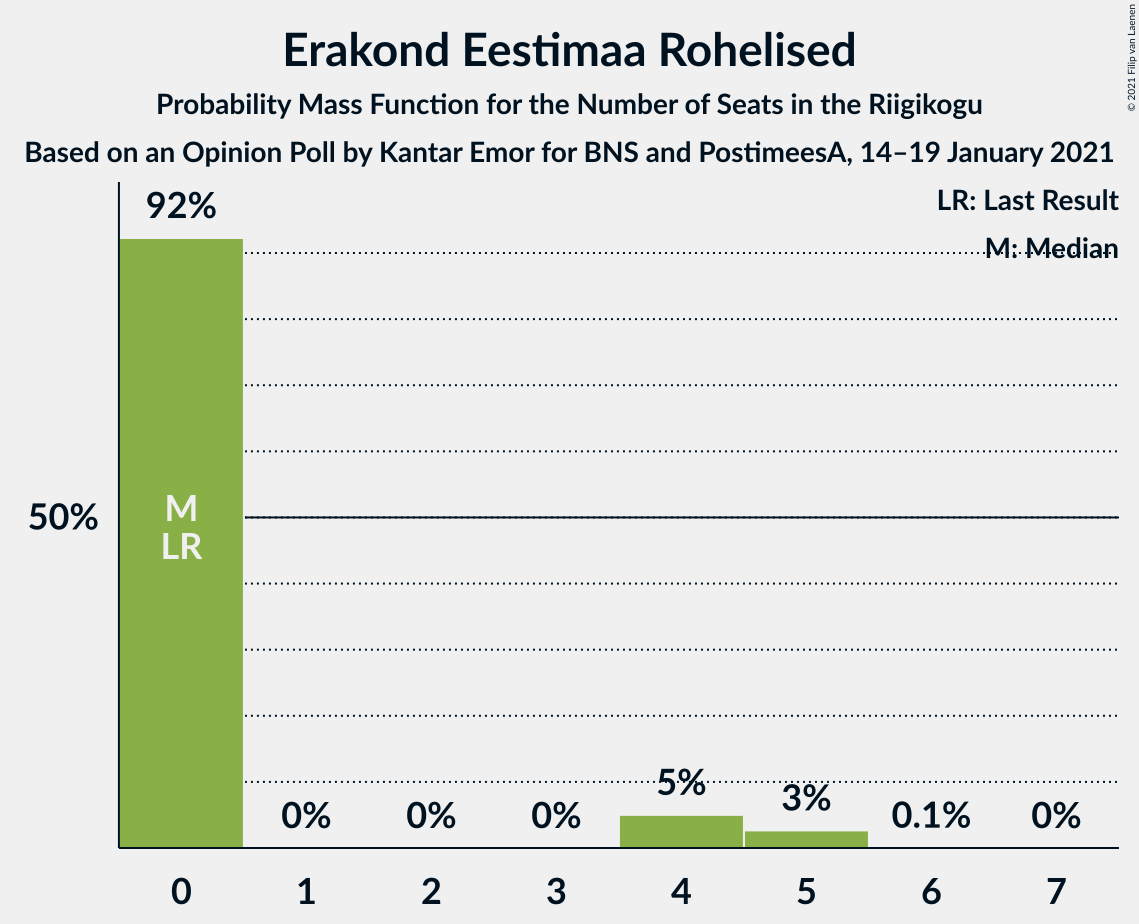 Erakond Eestimaa Rohelised
Probability Mass Function for the Number of Seats in the Riigikogu
Based on an Opinion Poll by Kantar Emor for BNS and PostimeesA, 14–19 January 2021
© 2021 Filip van Laenen
LR: Last Result
M: Median
92%
50%
M
LR
0%
0%
0%
5%
3%
0.1%
0%
0
1
2
3
4
5
6
7